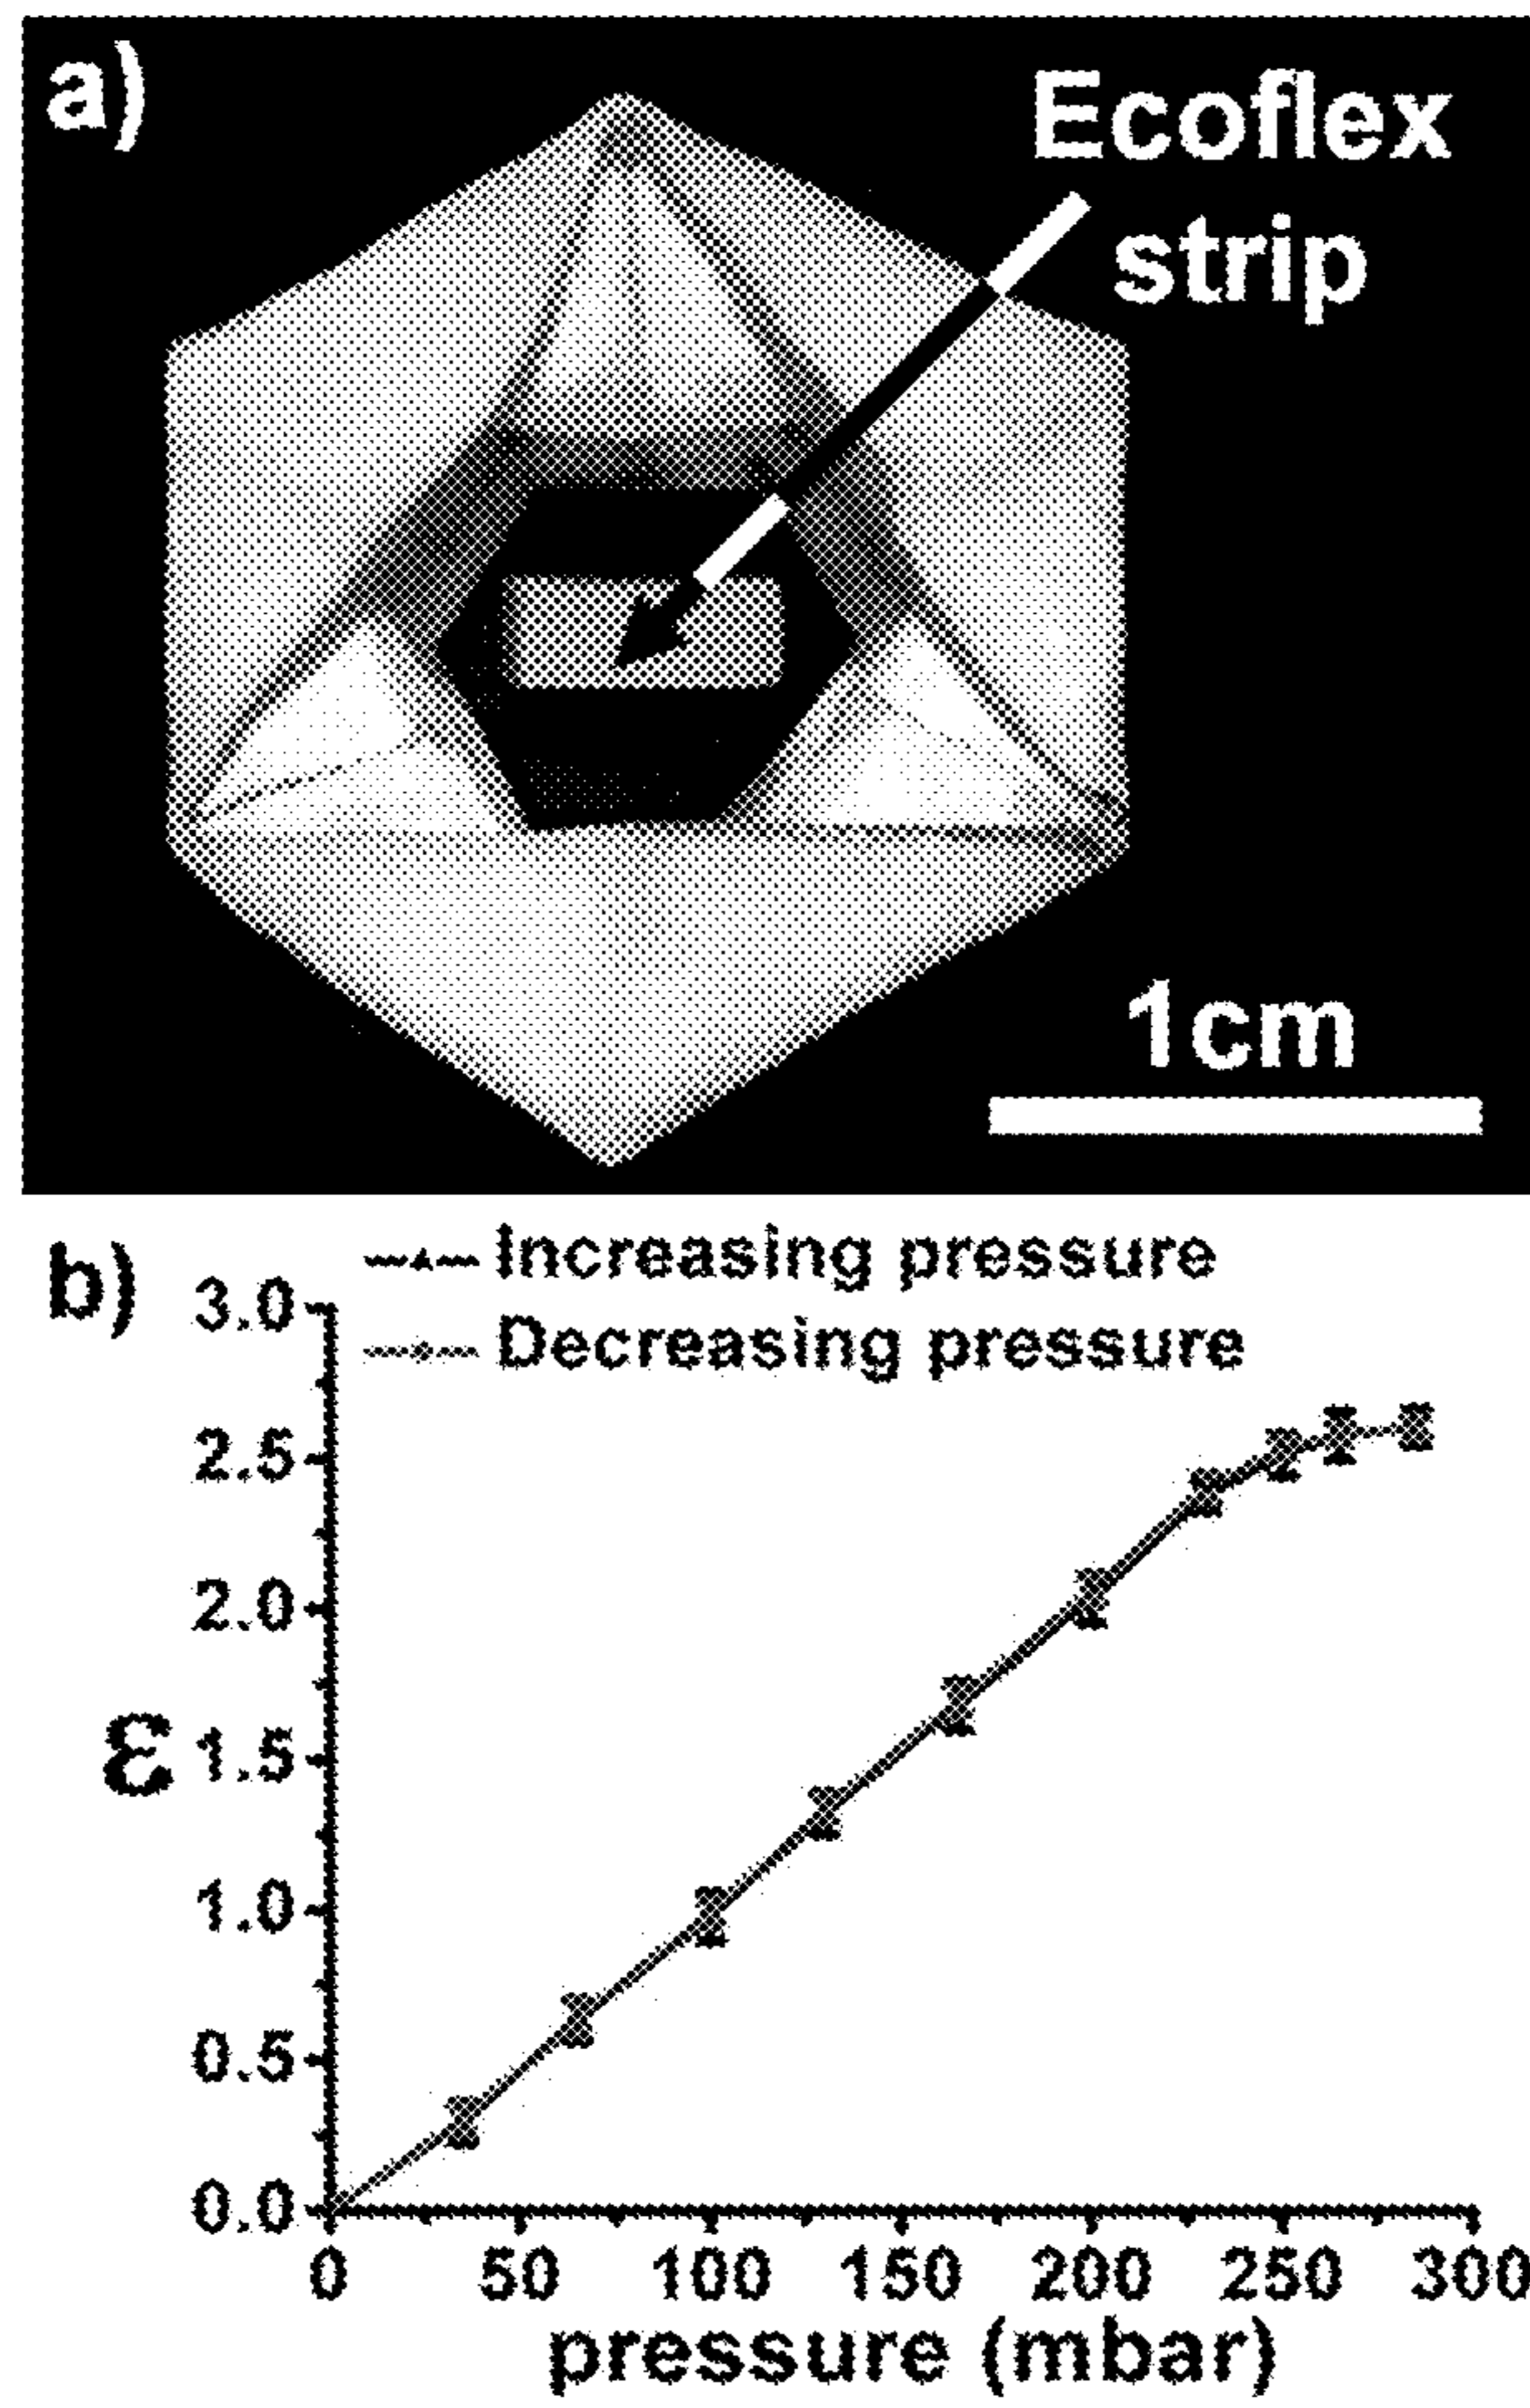 a)
Ecoflex
strip
1cm
b)
Increasing pressure
Decreasing pressure
3.0
2.5
2.0
1.5
1.0
0.5
0.0
ε
0 50 100 150 200 250 300
pressure (mbar)